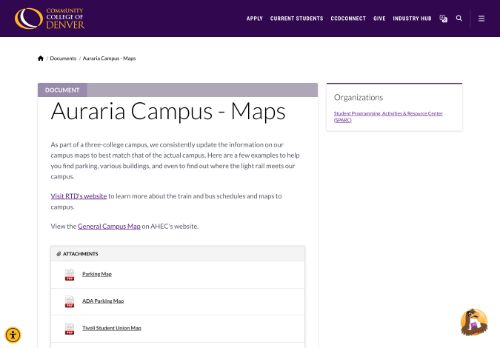 COMMUNITY
COLLEGE OF
DENVER
APPLY CURRENT STUDENTS CCDCONNECT GIVE INDUSTRY HUB
/ Documents / Auraria Campus - Maps
DOCUMENT
Auraria Campus - Maps
As part of a three-college campus, we consistently update the information on our
campus maps to best match that of the actual campus. Here are a few examples to help
you find parking, various buildings, and even to find out where the light rail meets our
campus.
Visit RTD's website to learn more about the train and bus schedules and maps to
campus.
View the General Campus Map on AHEC's website.
ATTACHMENTS
PDF Parking Map
PDF ADA Parking Map
PDF Tivoli Student Union Map
Organizations
Student Programming, Activities & Resource Center
(SPARC)